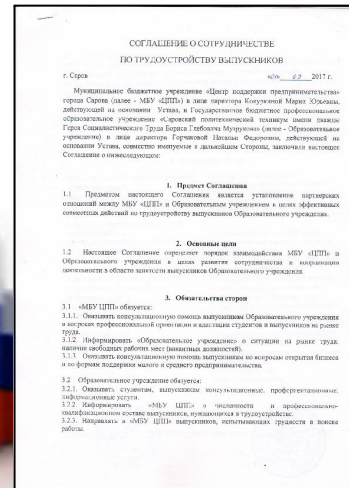 СОГЛАШЕНИЕ О СОТРУДНИЧЕСТВЕ
ПО ТРУДОУСТРОЙСТВУ ВЫПУСКНИКОВ
г. Саров 2017 г.
Муниципальное бюджетное учреждение «Центр поддержки предпринимательства»
города Сарова (далее - МБУ «ЦПП») в лице директора Марии Юрьевны,
действующей на основании Устава, и Государственное бюджетное профессиональное
образовательное учреждение «Саровский политехнический техникум имени дважды
Героя Социалистического Труда Бориса Глебовича Музрукова» (далее - Образовательное
учреждение) в лице директора Горчаковой Натальи Федоровны, действующей на
основании Устава, совместно именуемые в дальнейшем Стороны, заключили настоящее
Соглашение о нижеследующем:
1. Предмет Соглашения
1.1 Предметом настоящего Соглашения является установление партнерских
отношений между МБУ «ЦПП» и Образовательным учреждением в целях эффективных
совместных действий по трудоустройству выпускников Образовательного учреждения.
2. Основные цели
1.2 Настоящее Соглашение определяет порядок взаимодействия МБУ «ЦПП» и
Образовательного учреждения в целях развития сотрудничества и координации
деятельности в области занятости выпускников Образовательного учреждения.
3. Обязательства сторон
3.1 «МБУ ЦПП» обязуется:
3.1.1. Оказывать консультационную помощь выпускникам Образовательного учреждения
в вопросах профессиональной ориентации и адаптации студентов и выпускников на рынке
труда.
3.1.2 Информировать «Образовательное учреждение» о ситуации на рынке труда,
наличии свободных рабочих мест (вакантных должностей).
3.1.3. Оказывать консультационную помощь выпускникам по вопросам открытия бизнеса
и по формам поддержки малого и среднего предпринимательства.
3.2 Образовательное учреждение обязуется:
3.2.1. Оказывать студентам, выпускникам консультационные, профориентационные,
информационные услуги.
3.2.2. Информировать «МБУ ЦПП» о численности и профессионально-
квалификационном составе выпускников, нуждающихся в трудоустройстве.
3.2.3. Направлять в «МБУ ЦПП» выпускников, испытывающих трудности в поиске
работы.